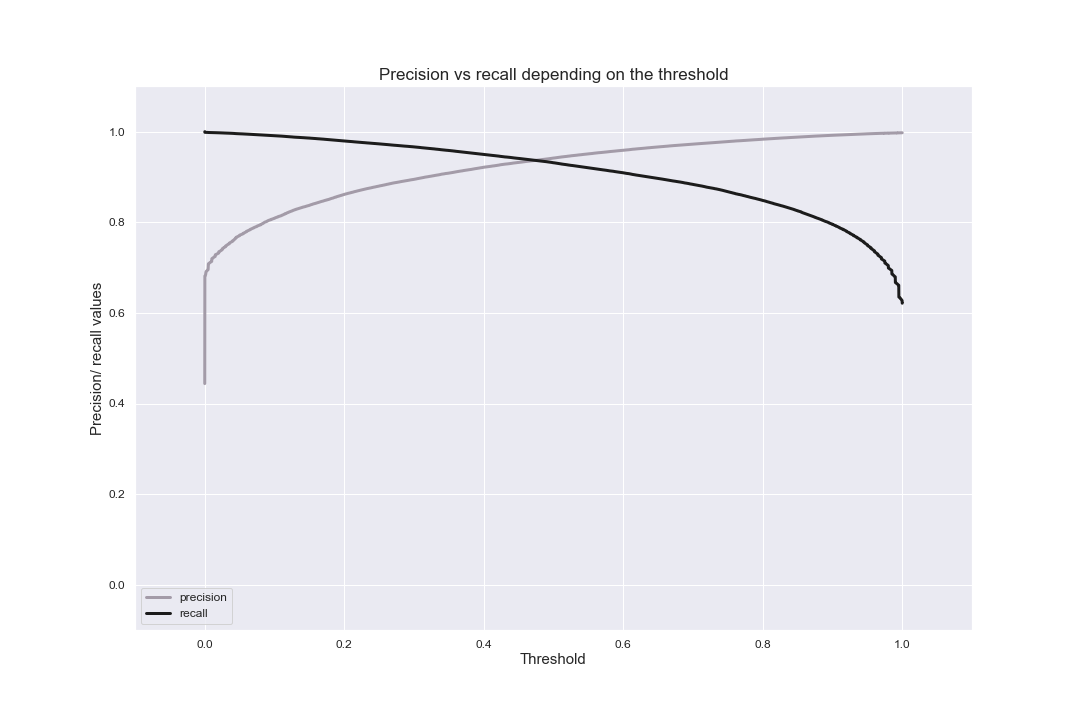 Precision vs recall depending on the threshold
Precision/ recall values
1.0
0.8
0.6
0.4
0.2
0.0
precision
recall
0.0 0.2 0.4 0.6 0.8 1.0
Threshold